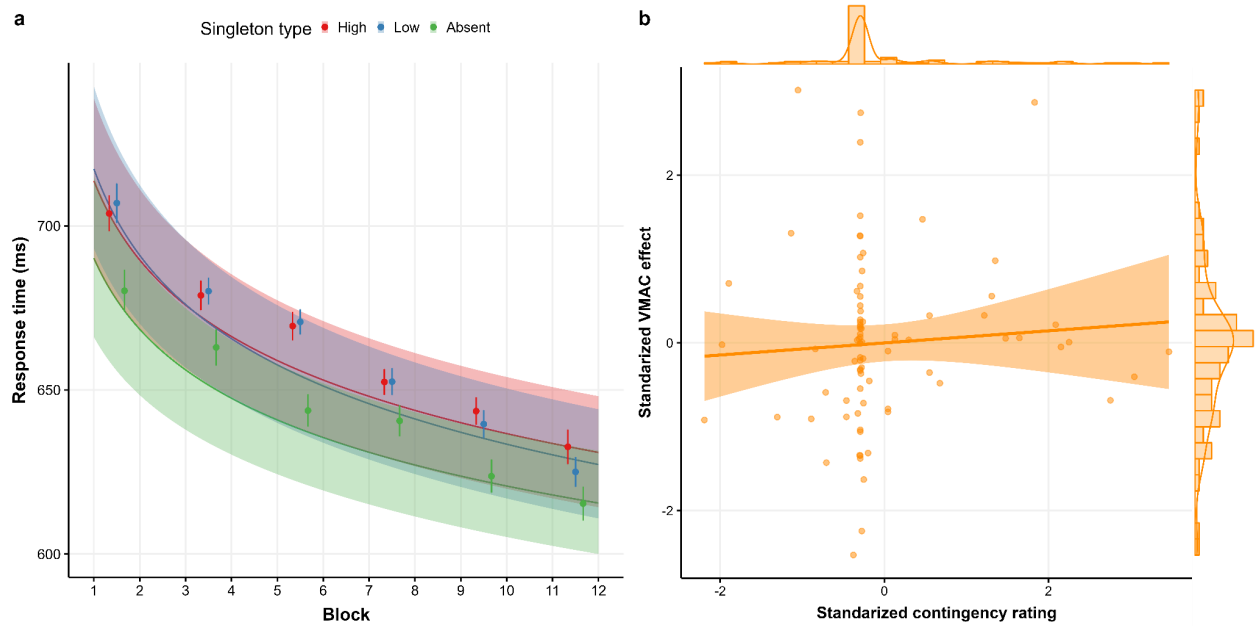 a
Singleton type High Low Absent
Response time (ms)
700
650
600
1 2 3 4 5 6 7 8 9 10 11 12
Block
b
Standarized VMAC effect
2
0
-2
-2 0 2
Standarized contingency rating